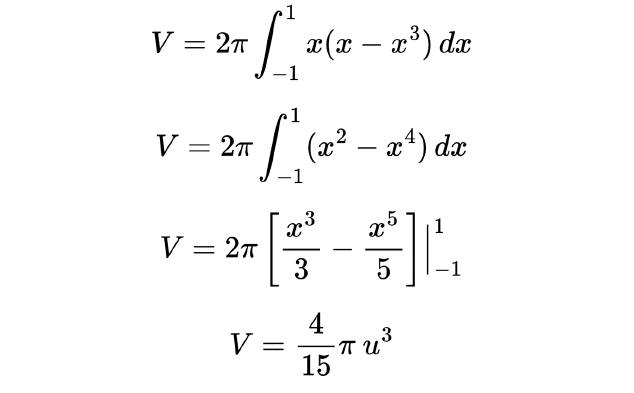 V = 2π ∫_{-1}^{1} x(x − x³) dx
V = 2π ∫_{-1}^{1} (x² − x⁴) dx
V = 2π [x³/3 − x⁵/5] |_{-1}^{1}
V = 4/15 π u³